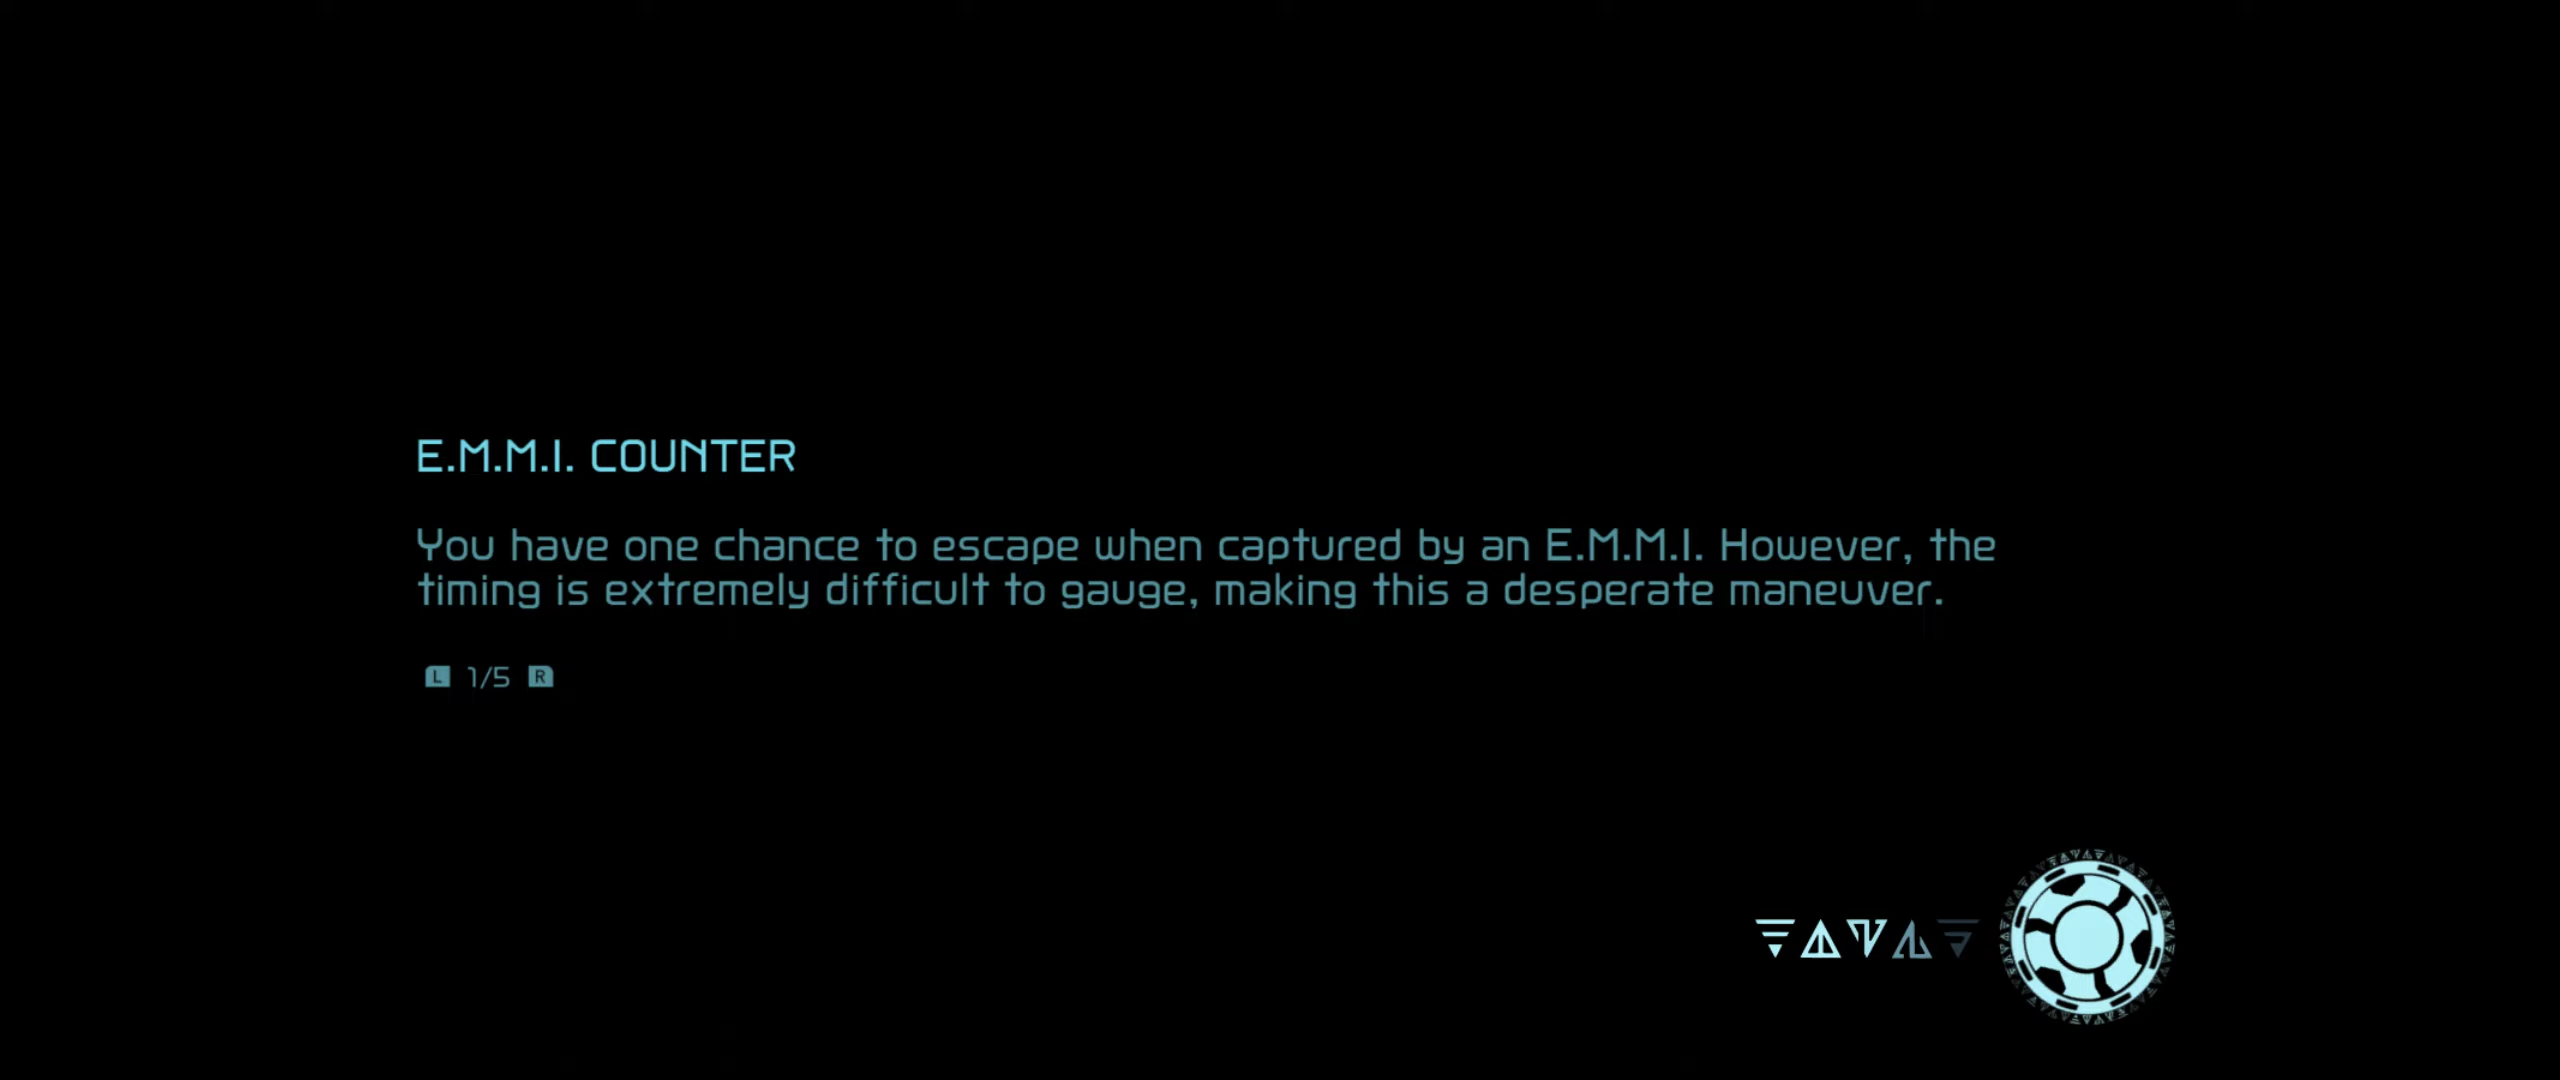 E.M.M.I. COUNTER
You have one chance to escape when captured by an E.M.M.I. However, the
timing is extremely difficult to gauge, making this a desperate maneuver.
L 1/5 R